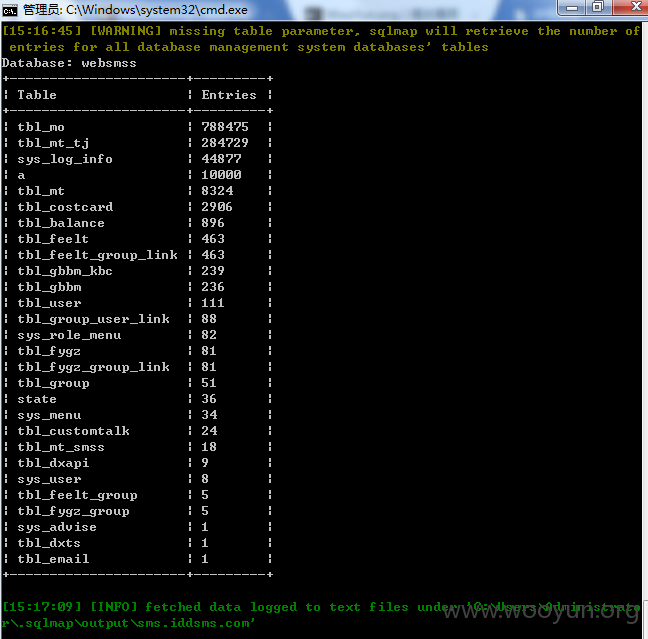 管理员: C:\Windows\system32\cmd.exe
[15:16:45] [WARNING] missing table parameter, sqlmap will retrieve the number of
entries for all database management system databases' tables
Database: websmss
+-----------------------+---------+
| Table | Entries |
+-----------------------+---------+
| tbl_mo | 788475 |
| tbl_mt_tj | 284729 |
| sys_log_info | 44877 |
| a | 10000 |
| tbl_mt | 8324 |
| tbl_costcard | 2906 |
| tbl_balance | 896 |
| tbl_feelt | 463 |
| tbl_feelt_group_link | 463 |
| tbl_gbbm_kbc | 239 |
| tbl_gbbm | 236 |
| tbl_user | 111 |
| tbl_group_user_link | 88 |
| sys_role_menu | 82 |
| tbl_fygz | 81 |
| tbl_fygz_group_link | 81 |
| tbl_group | 51 |
| state | 36 |
| sys_menu | 34 |
| tbl_customtalk | 24 |
| tbl_mt_smss | 18 |
| tbl_dxapi | 9 |
| sys_user | 8 |
| tbl_feelt_group | 5 |
| tbl_fygz_group | 5 |
| sys_advise | 1 |
| tbl_dxts | 1 |
| tbl_email | 1 |
+-----------------------+---------+
[15:17:09] [INFO] fetched data logged to text files under 'C:\Users\Administrato
r\.sqlmap\output\sms.iddsms.com'
www.wooyun.org